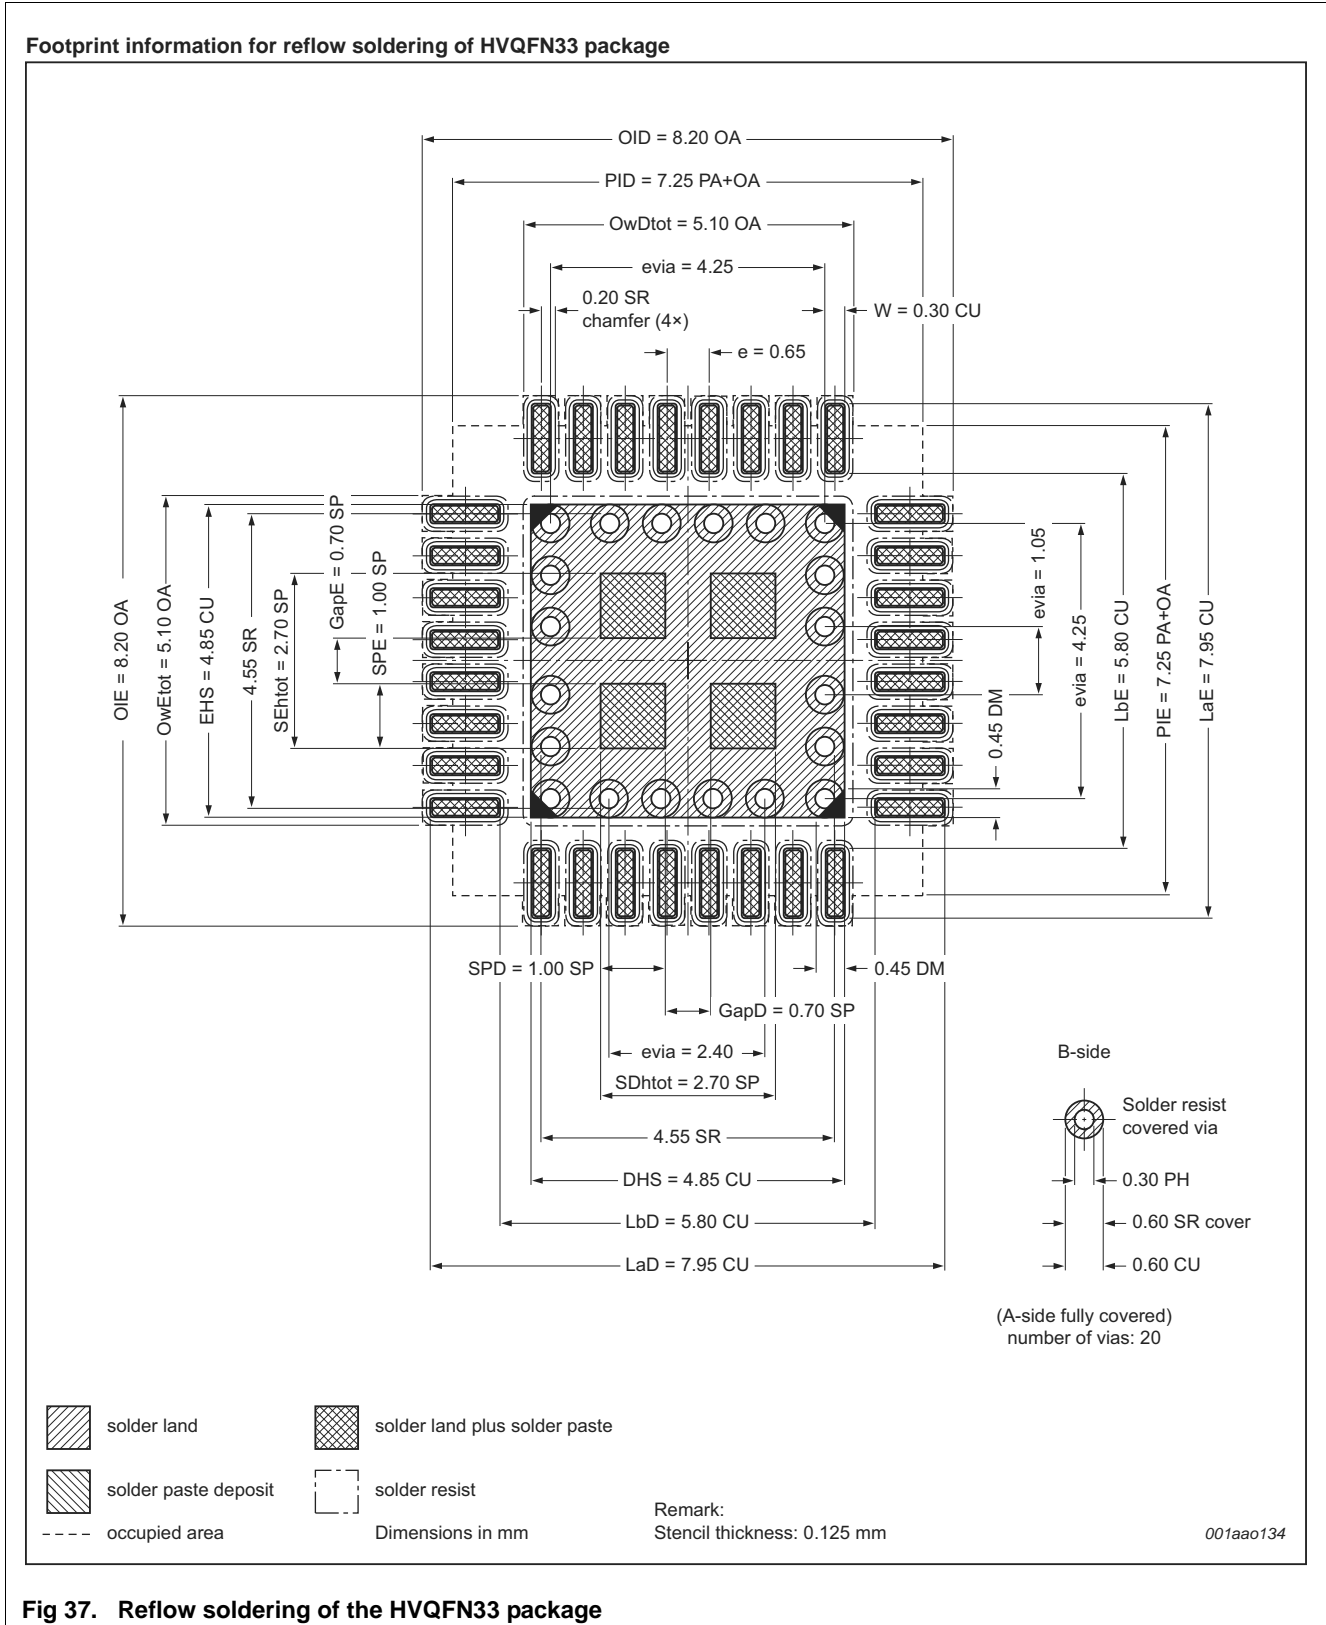 Footprint information for reflow soldering of HVQFN33 package
OID = 8.20 OA
PID = 7.25 PA+OA
OwDtot = 5.10 OA
evia = 4.25
0.20 SR
chamfer (4×)
W = 0.30 CU
e = 0.65
OIE = 8.20 OA
OwEtot = 5.10 OA
EHS = 4.85 CU
4.55 SR
SEhtot = 2.70 SP
GapE = 0.70 SP
SPE = 1.00 SP
evia = 1.05
0.45 DM
evia = 4.25
LbE = 5.80 CU
PIE = 7.25 PA+OA
LaE = 7.95 CU
SPD = 1.00 SP
0.45 DM
GapD = 0.70 SP
evia = 2.40
SDhtot = 2.70 SP
4.55 SR
DHS = 4.85 CU
LbD = 5.80 CU
LaD = 7.95 CU
B-side
Solder resist
covered via
0.30 PH
0.60 SR cover
0.60 CU
(A-side fully covered)
number of vias: 20
solder land
solder land plus solder paste
solder paste deposit
solder resist
occupied area
Dimensions in mm
Remark:
Stencil thickness: 0.125 mm
001aao134
Fig 37. Reflow soldering of the HVQFN33 package